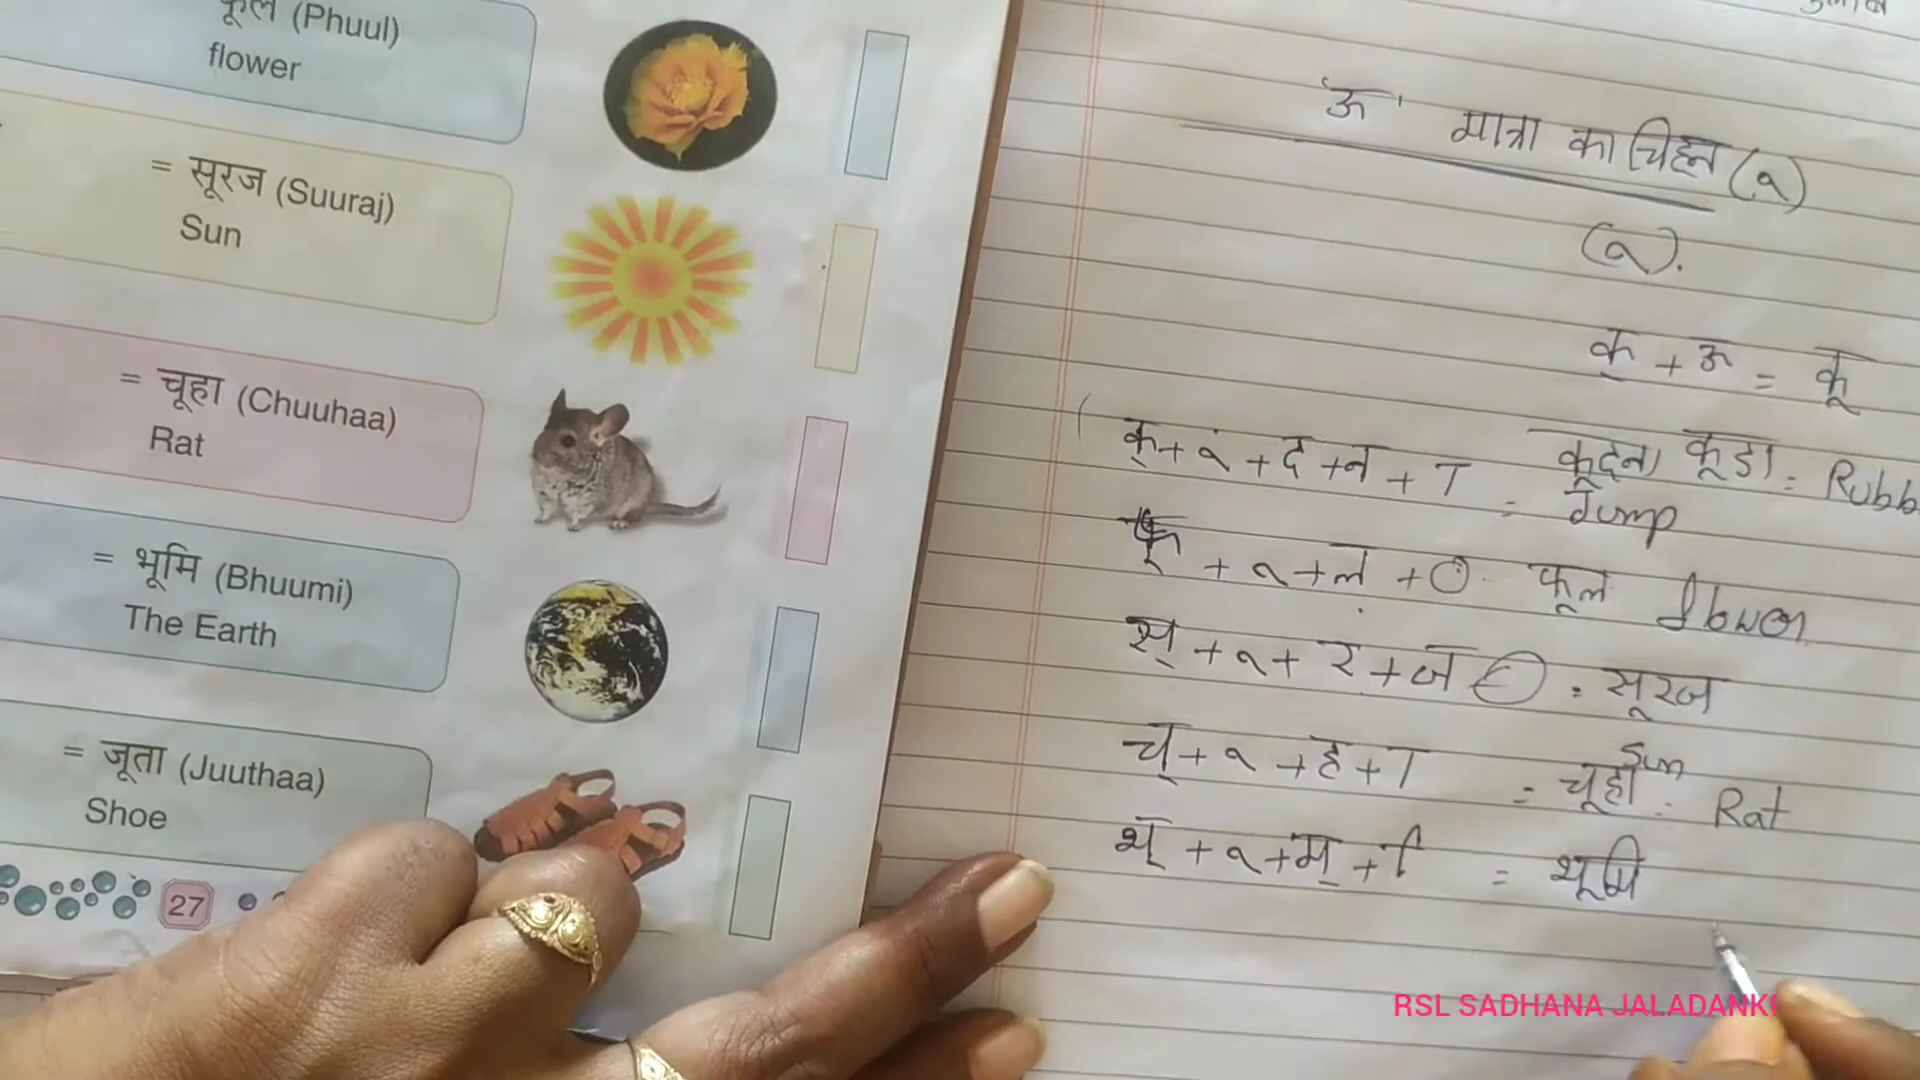 फूल (Phuul)
flower
= सूरज (Suuraj)
Sun
= चूहा (Chuuhaa)
Rat
= भूमि (Bhuumi)
The Earth
= जूता (Juuthaa)
Shoe
27
'ऊ' मात्रा का चिह्न (ू)
(ू).
क् + ऊ = कू
क् + ू + द + न + ा = कूदना कूडा = Rubb
Jump
फ् + ू + ल + फूल flower
स् + ू + र + ज = सूरज
Sun
च् + ू + ह + ा = चूहा Rat
भ् + ू + म् + ि = भूमि
RSL SADHANA JALADANKI